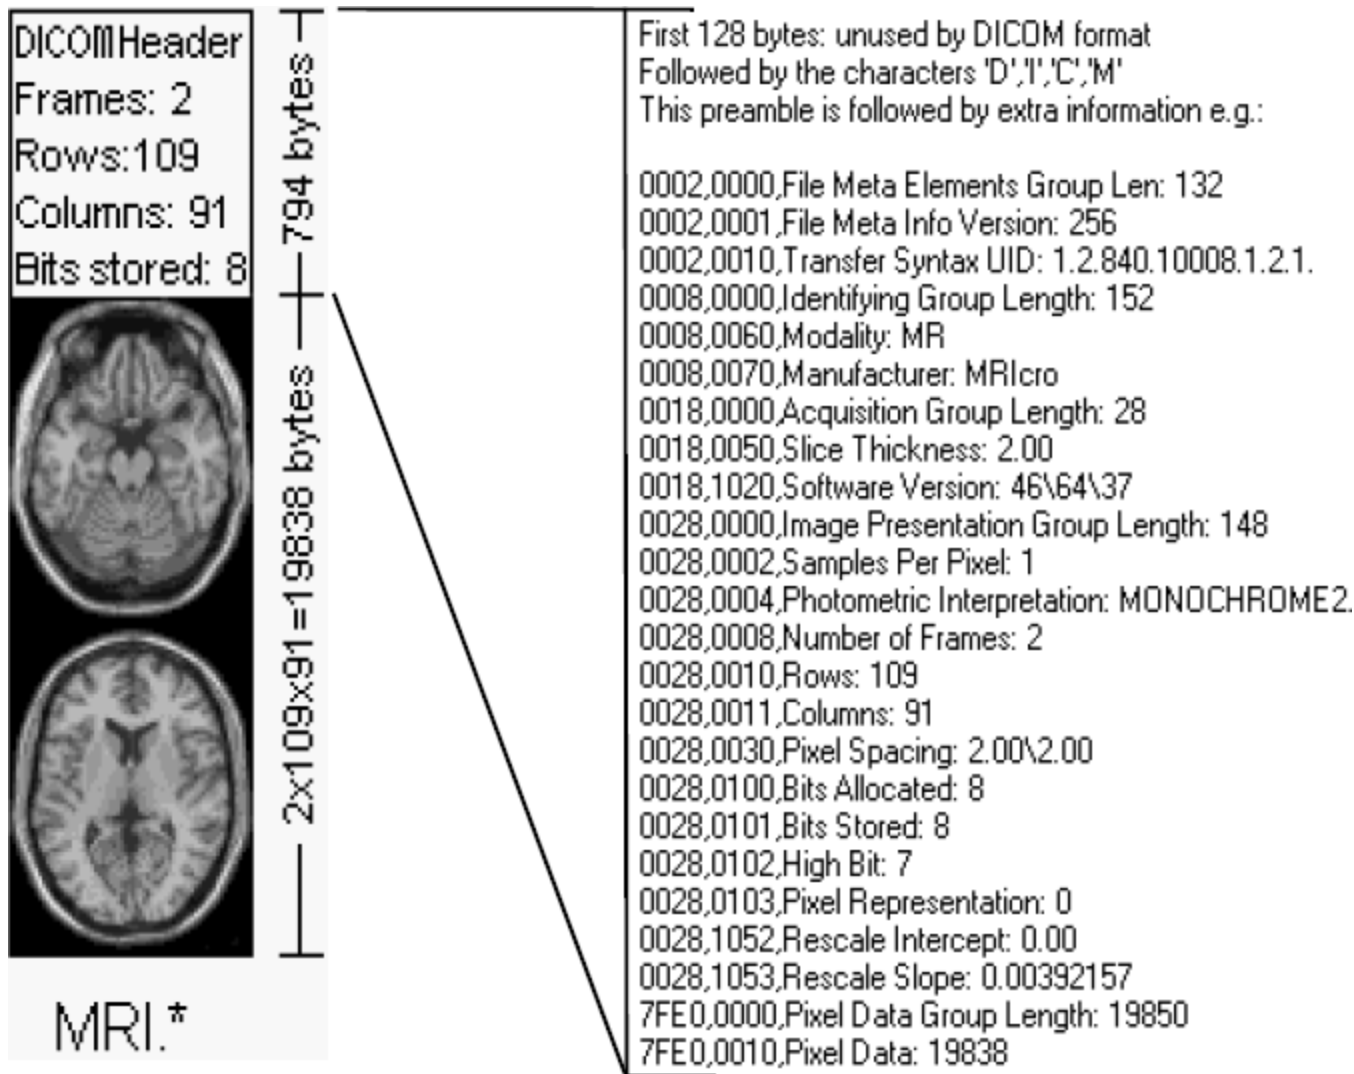 DICOMHeader
Frames: 2
Rows:109
Columns: 91
Bits stored: 8
794 bytes
2x109x91=19838 bytes
MRI.*
First 128 bytes: unused by DICOM format
Followed by the characters 'D','I','C','M'
This preamble is followed by extra information e.g.:
0002,0000,File Meta Elements Group Len: 132
0002,0001,File Meta Info Version: 256
0002,0010,Transfer Syntax UID: 1.2.840.10008.1.2.1.
0008,0000,Identifying Group Length: 152
0008,0060,Modality: MR
0008,0070,Manufacturer: MRIcro
0018,0000,Acquisition Group Length: 28
0018,0050,Slice Thickness: 2.00
0018,1020,Software Version: 46\64\37
0028,0000,Image Presentation Group Length: 148
0028,0002,Samples Per Pixel: 1
0028,0004,Photometric Interpretation: MONOCHROME2.
0028,0008,Number of Frames: 2
0028,0010,Rows: 109
0028,0011,Columns: 91
0028,0030,Pixel Spacing: 2.00\2.00
0028,0100,Bits Allocated: 8
0028,0101,Bits Stored: 8
0028,0102,High Bit: 7
0028,0103,Pixel Representation: 0
0028,1052,Rescale Intercept: 0.00
0028,1053,Rescale Slope: 0.00392157
7FE0,0000,Pixel Data Group Length: 19850
7FE0,0010,Pixel Data: 19838